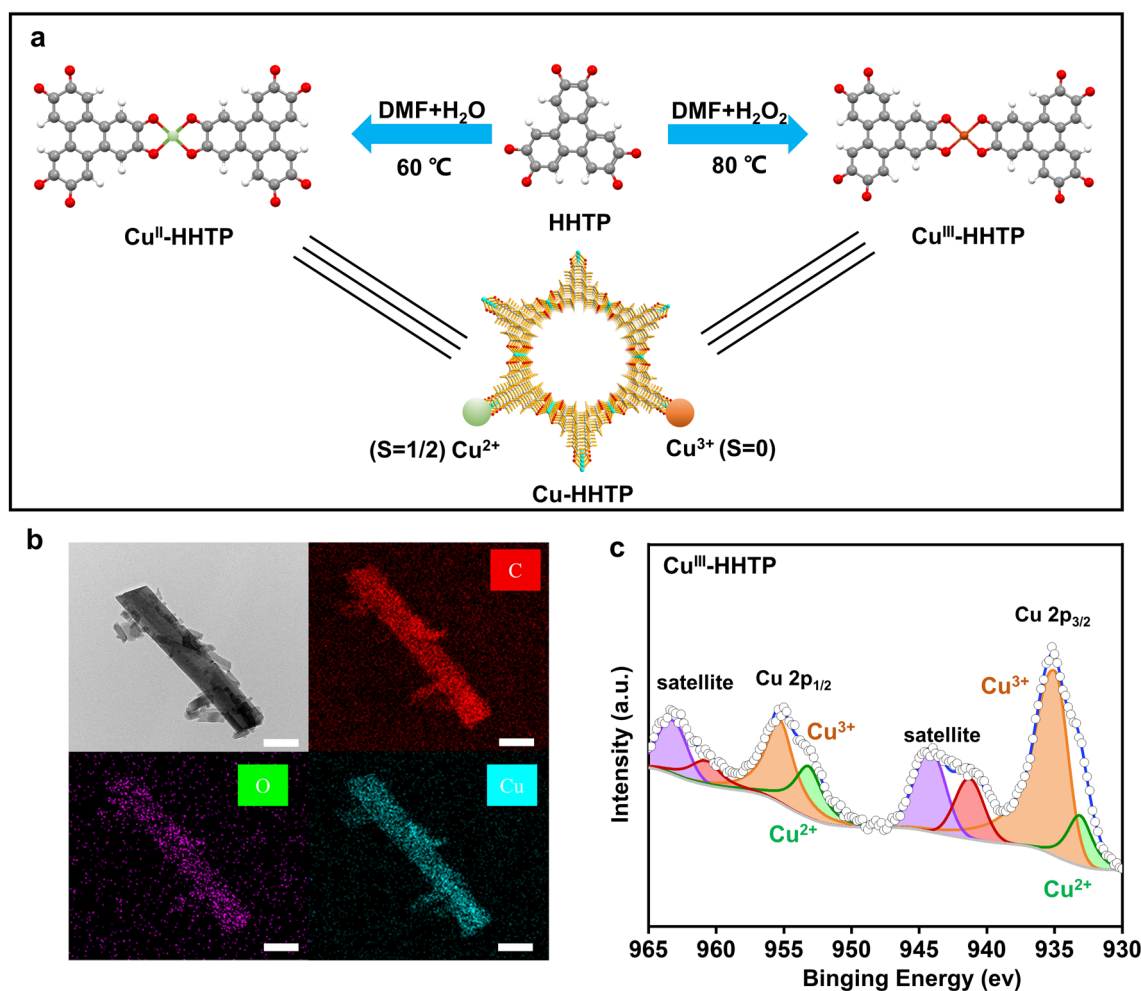 a
DMF+H₂O
60 ℃
DMF+H₂O₂
80 ℃
Cuᴵᴵ-HHTP
HHTP
Cuᴵᴵᴵ-HHTP
(S=1/2) Cu²⁺
Cu³⁺ (S=0)
Cu-HHTP
b
C
O
Cu
c
Cuᴵᴵᴵ-HHTP
Cu 2p₃/₂
satellite
Cu 2p₁/₂
Cu³⁺
Cu³⁺
satellite
Cu²⁺
Cu²⁺
Intensity (a.u.)
965 960 955 950 945 940 935 930
Binging Energy (ev)